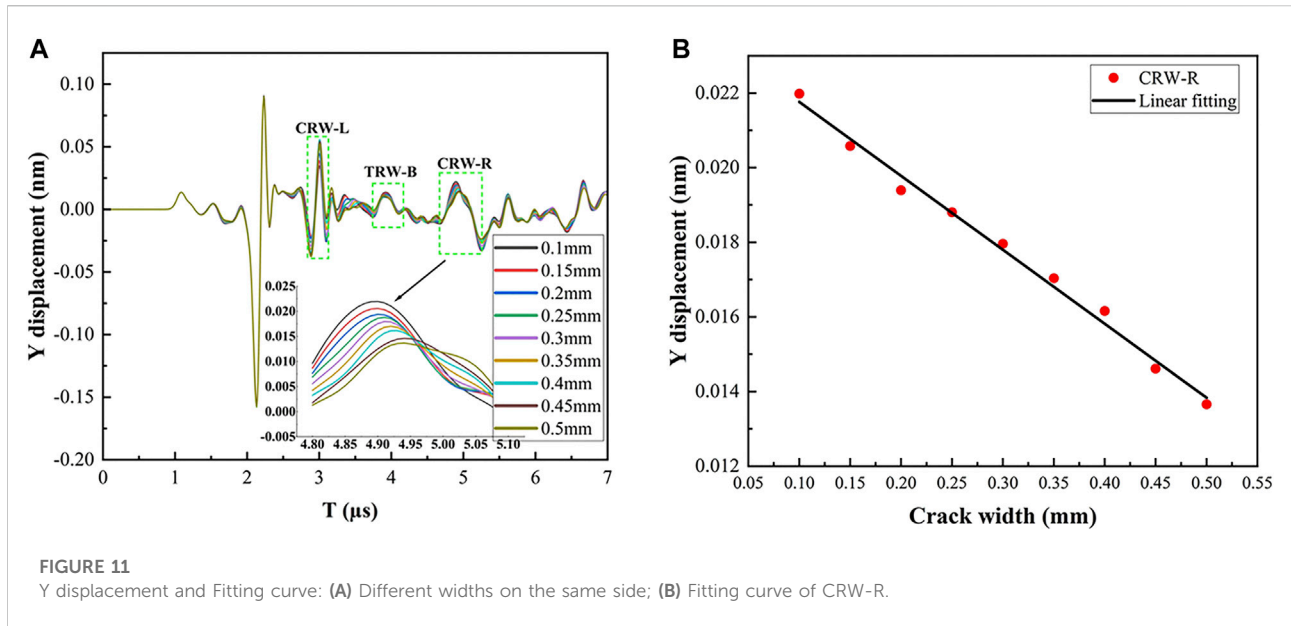 A
0.10
0.05
0.00
-0.05
-0.10
-0.15
-0.20
Y displacement (nm)
CRW-L
TRW-B
CRW-R
0.1mm
0.15mm
0.2mm
0.25mm
0.3mm
0.35mm
0.4mm
0.45mm
0.5mm
0.025
0.020
0.015
0.010
0.005
0.000
-0.005
4.80 4.85 4.90 4.95 5.00 5.05 5.10
0 1 2 3 4 5 6 7
T (μs)
B
CRW-R
Linear fitting
0.022
0.020
0.018
0.016
0.014
0.012
Y displacement (nm)
0.05 0.10 0.15 0.20 0.25 0.30 0.35 0.40 0.45 0.50 0.55
Crack width (mm)
FIGURE 11
Y displacement and Fitting curve: (A) Different widths on the same side; (B) Fitting curve of CRW-R.